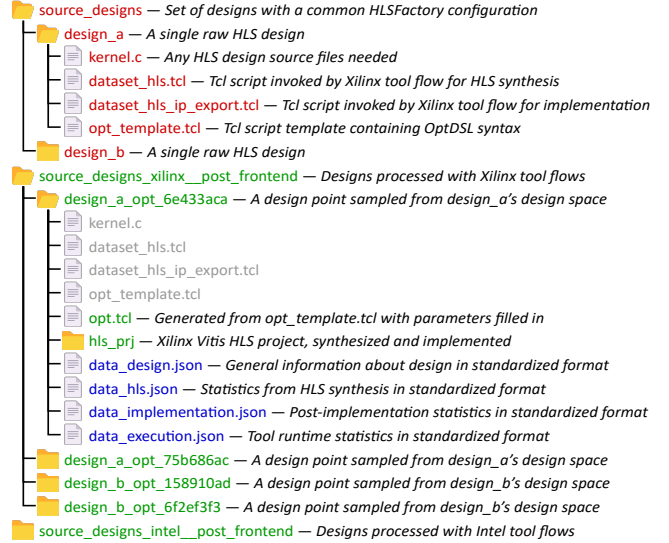 source_designs — Set of designs with a common HLSFactory configuration
design_a — A single raw HLS design
kernel.c — Any HLS design source files needed
dataset_hls.tcl — Tcl script invoked by Xilinx tool flow for HLS synthesis
dataset_hls_ip_export.tcl — Tcl script invoked by Xilinx tool flow for implementation
opt_template.tcl — Tcl script template containing OptDSL syntax
design_b — A single raw HLS design
source_designs_xilinx__post_frontend — Designs processed with Xilinx tool flows
design_a_opt_6e433aca — A design point sampled from design_a's design space
kernel.c
dataset_hls.tcl
dataset_hls_ip_export.tcl
opt_template.tcl
opt.tcl — Generated from opt_template.tcl with parameters filled in
hls_prj — Xilinx Vitis HLS project, synthesized and implemented
data_design.json — General information about design in standardized format
data_hls.json — Statistics from HLS synthesis in standardized format
data_implementation.json — Post-implementation statistics in standardized format
data_execution.json — Tool runtime statistics in standardized format
design_a_opt_75b686ac — A design point sampled from design_a's design space
design_b_opt_158910ad — A design point sampled from design_b's design space
design_b_opt_6f2ef3f3 — A design point sampled from design_b's design space
source_designs_intel__post_frontend — Designs processed with Intel tool flows